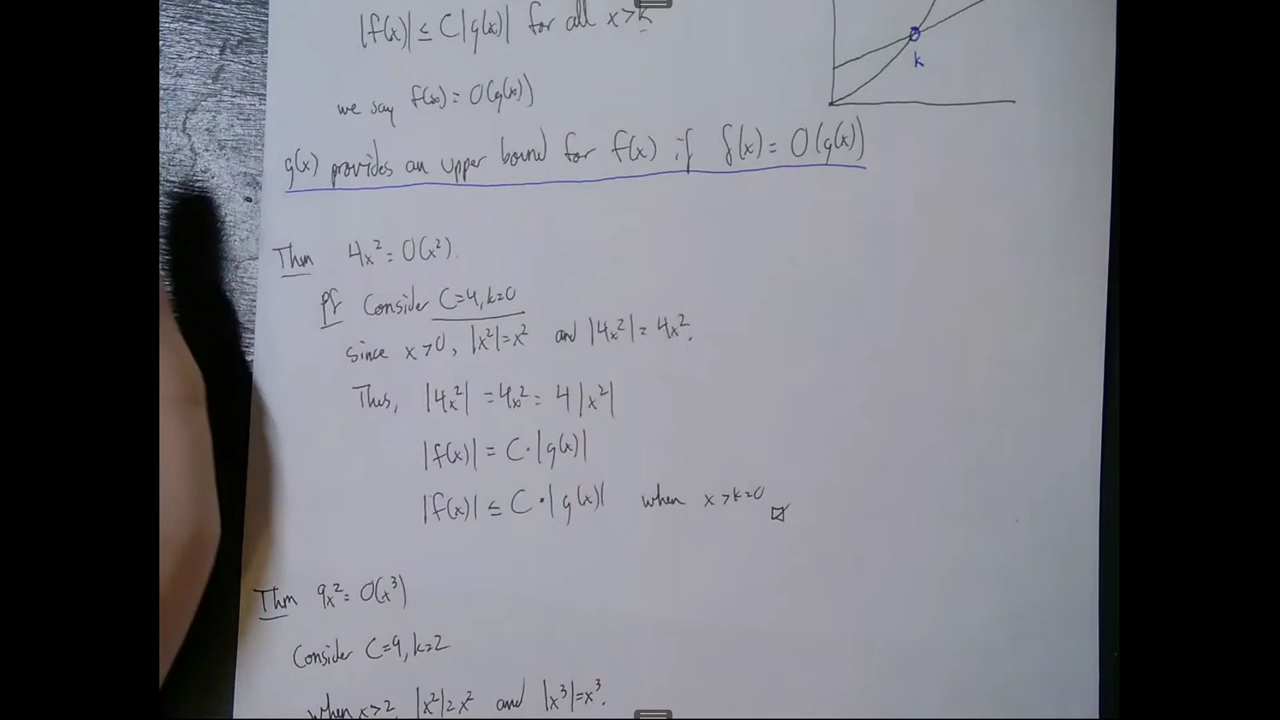 |f(x)| ≤ C|g(x)| for all x>k
k
we say f(x) = O(g(x))
g(x) provides an upper bound for f(x) if f(x) = O(g(x))
Thm 4x² = O(x²).
Pf Consider C=4, k=0
since x>0, |x²|=x² and |4x²|=4x².
Thus, |4x²| = 4x² = 4|x²|
|f(x)| = C·|g(x)|
|f(x)| ≤ C·|g(x)| when x>k=0
Thm 9x² = O(x³)
Consider C=9, k=2
when x>2, |x²|=x² and |x³|=x³.